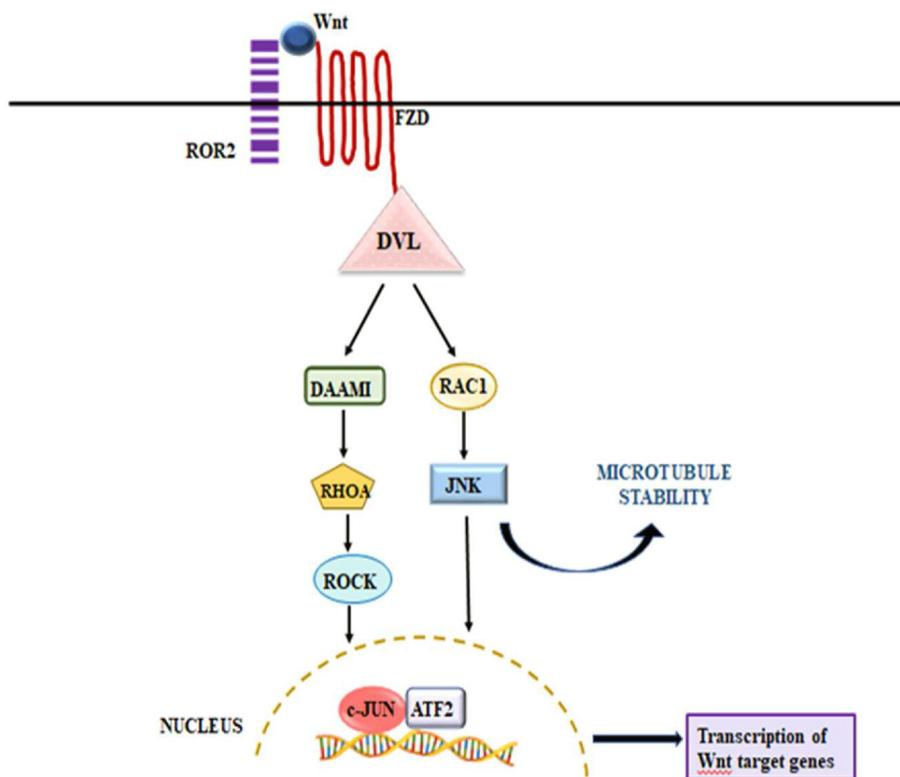 Wnt
FZD
ROR2
DVL
DAAMI
RAC1
RHOA
JNK
MICROTUBULE
STABILITY
ROCK
NUCLEUS
c-JUN
ATF2
Transcription of
Wnt target genes